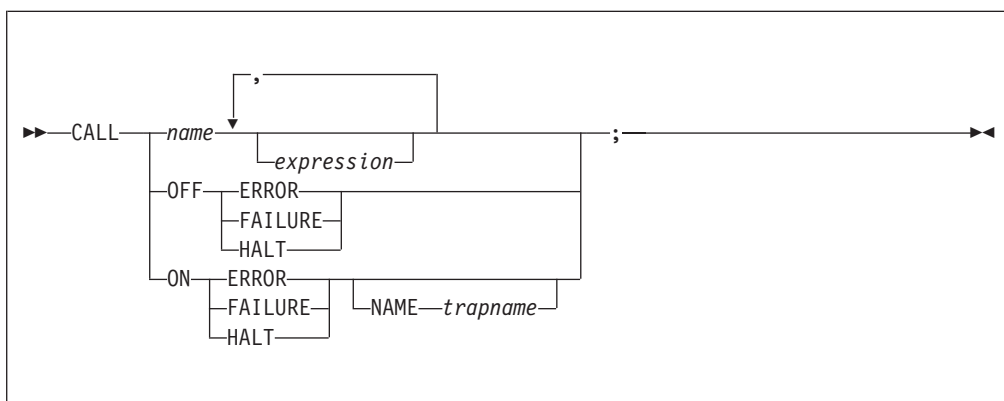 ,
CALL name ;
expression
OFF ERROR
FAILURE
HALT
ON ERROR
FAILURE NAME trapname
HALT